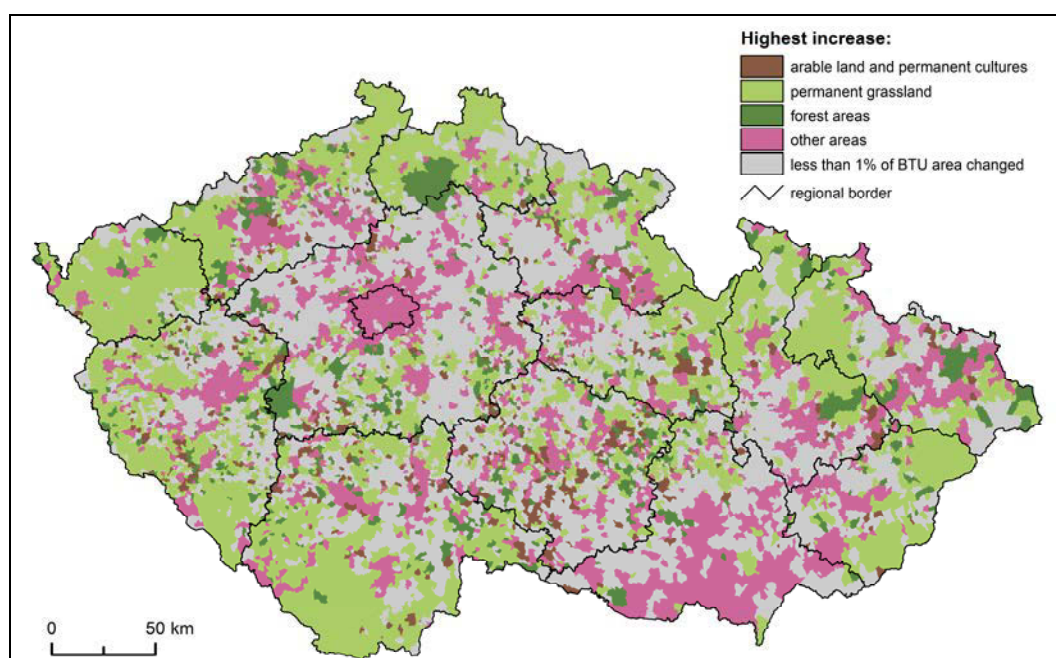 Highest increase:
arable land and permanent cultures
permanent grassland
forest areas
other areas
less than 1% of BTU area changed
regional border
0 50 km